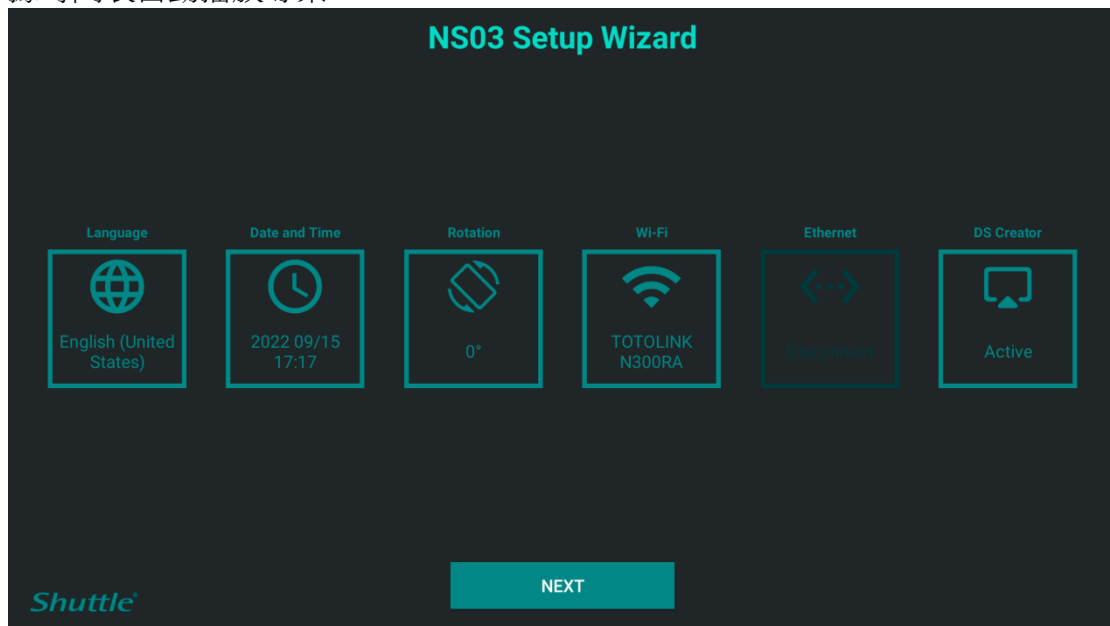 NS03 Setup Wizard
Language
Date and Time
Rotation
Wi-Fi
Ethernet
DS Creator
English (United
States)
2022 09/15
17:17
0°
TOTOLINK
N300RA
Active
NEXT
Shuttle